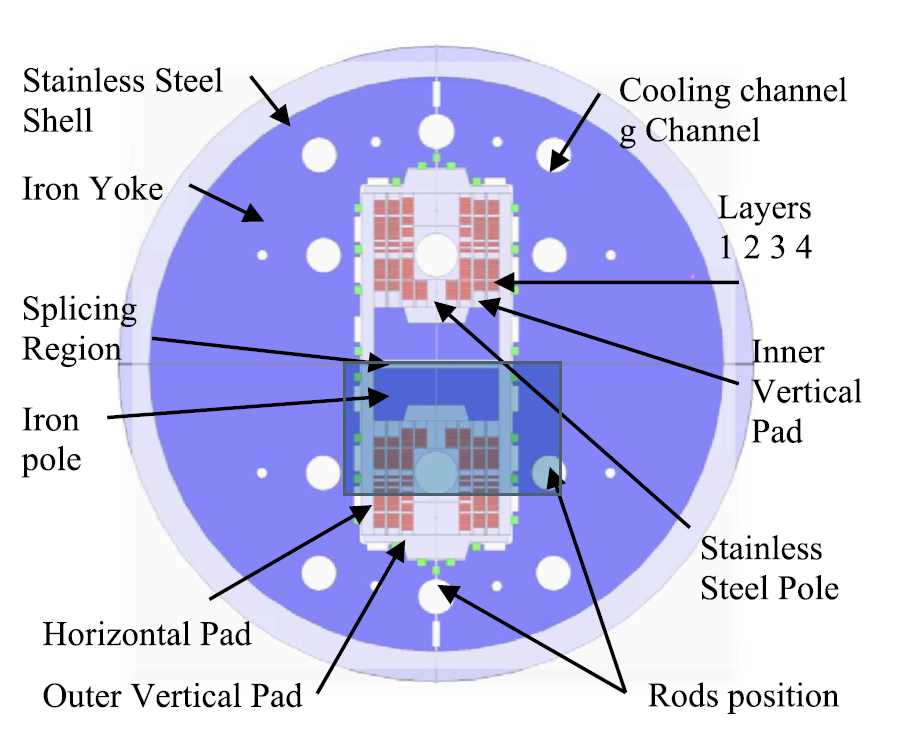 Stainless Steel
Shell
Iron Yoke
Splicing
Region
Iron
pole
Horizontal Pad
Outer Vertical Pad
Cooling channel
g Channel
Layers
1 2 3 4
Inner
Vertical
Pad
Stainless
Steel Pole
Rods position